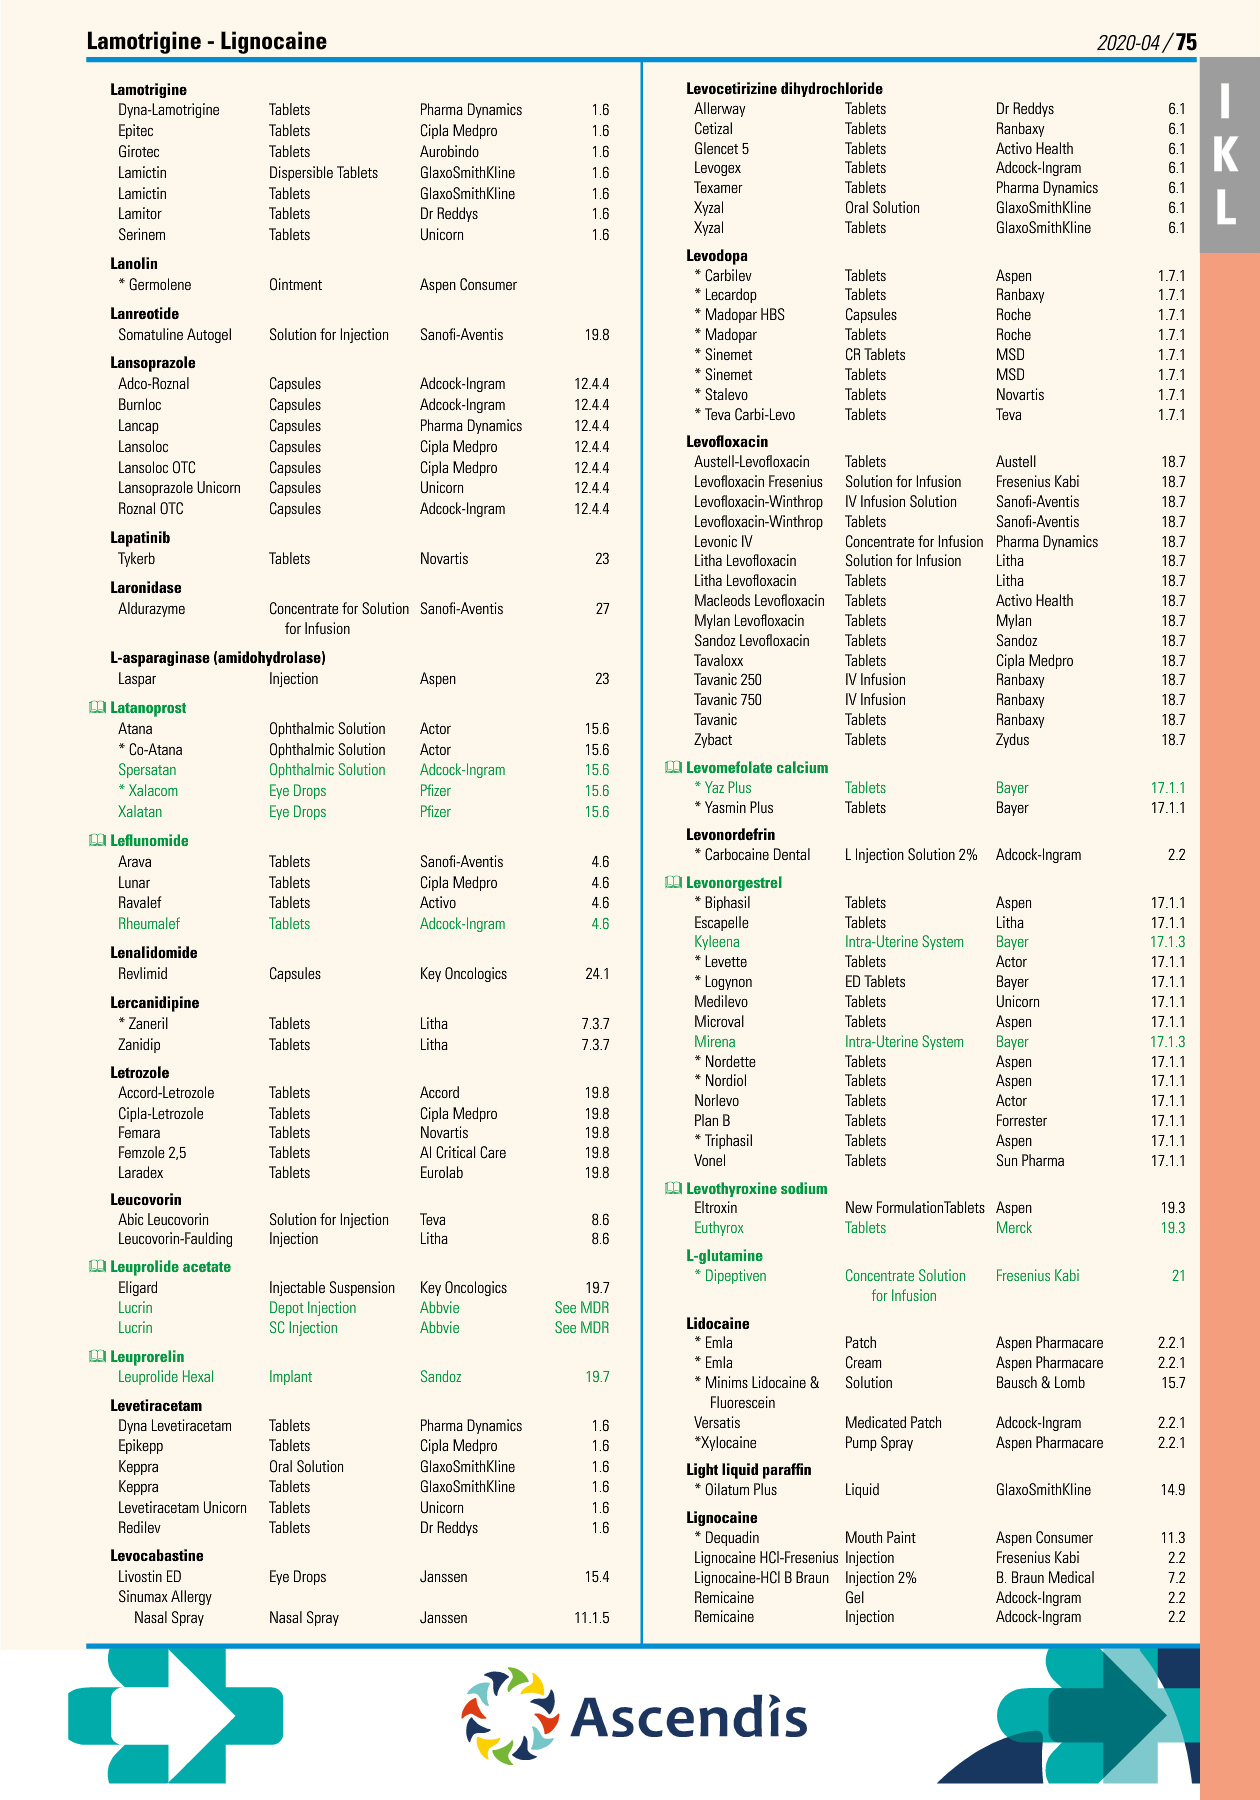 Lamotrigine - Lignocaine
2020-04 / 75
Lamotrigine
Dyna-Lamotrigine Tablets Pharma Dynamics 1.6
Epitec Tablets Cipla Medpro 1.6
Girotec Tablets Aurobindo 1.6
Lamictin Dispersible Tablets GlaxoSmithKline 1.6
Lamictin Tablets GlaxoSmithKline 1.6
Lamitor Tablets Dr Reddys 1.6
Serinem Tablets Unicorn 1.6
Lanolin
* Germolene Ointment Aspen Consumer
Lanreotide
Somatuline Autogel Solution for Injection Sanofi-Aventis 19.8
Lansoprazole
Adco-Roznal Capsules Adcock-Ingram 12.4.4
Burnloc Capsules Adcock-Ingram 12.4.4
Lancap Capsules Pharma Dynamics 12.4.4
Lansoloc Capsules Cipla Medpro 12.4.4
Lansoloc OTC Capsules Cipla Medpro 12.4.4
Lansoprazole Unicorn Capsules Unicorn 12.4.4
Roznal OTC Capsules Adcock-Ingram 12.4.4
Lapatinib
Tykerb Tablets Novartis 23
Laronidase
Aldurazyme Concentrate for Solution Sanofi-Aventis 27
for Infusion
L-asparaginase (amidohydrolase)
Laspar Injection Aspen 23
Latanoprost
Atana Ophthalmic Solution Actor 15.6
* Co-Atana Ophthalmic Solution Actor 15.6
Spersatan Ophthalmic Solution Adcock-Ingram 15.6
* Xalacom Eye Drops Pfizer 15.6
Xalatan Eye Drops Pfizer 15.6
Leflunomide
Arava Tablets Sanofi-Aventis 4.6
Lunar Tablets Cipla Medpro 4.6
Ravalef Tablets Activo 4.6
Rheumalef Tablets Adcock-Ingram 4.6
Lenalidomide
Revlimid Capsules Key Oncologics 24.1
Lercanidipine
* Zaneril Tablets Litha 7.3.7
Zanidip Tablets Litha 7.3.7
Letrozole
Accord-Letrozole Tablets Accord 19.8
Cipla-Letrozole Tablets Cipla Medpro 19.8
Femara Tablets Novartis 19.8
Femzole 2,5 Tablets Al Critical Care 19.8
Laradex Tablets Eurolab 19.8
Leucovorin
Abic Leucovorin Solution for Injection Teva 8.6
Leucovorin-Faulding Injection Litha 8.6
Leuprolide acetate
Eligard Injectable Suspension Key Oncologics 19.7
Lucrin Depot Injection Abbvie See MDR
Lucrin SC Injection Abbvie See MDR
Leuprorelin
Leuprolide Hexal Implant Sandoz 19.7
Levetiracetam
Dyna Levetiracetam Tablets Pharma Dynamics 1.6
Epikepp Tablets Cipla Medpro 1.6
Keppra Oral Solution GlaxoSmithKline 1.6
Keppra Tablets GlaxoSmithKline 1.6
Levetiracetam Unicorn Tablets Unicorn 1.6
Redilev Tablets Dr Reddys 1.6
Levocabastine
Livostin ED Eye Drops Janssen 15.4
Sinumax Allergy
Nasal Spray Nasal Spray Janssen 11.1.5
Levocetirizine dihydrochloride
Allerway Tablets Dr Reddys 6.1
Cetizal Tablets Ranbaxy 6.1
Glencet 5 Tablets Activo Health 6.1
Levogex Tablets Adcock-Ingram 6.1
Texamer Tablets Pharma Dynamics 6.1
Xyzal Oral Solution GlaxoSmithKline 6.1
Xyzal Tablets GlaxoSmithKline 6.1
Levodopa
* Carbilev Tablets Aspen 1.7.1
* Lecardop Tablets Ranbaxy 1.7.1
* Madopar HBS Capsules Roche 1.7.1
* Madopar Tablets Roche 1.7.1
* Sinemet CR Tablets MSD 1.7.1
* Sinemet Tablets MSD 1.7.1
* Stalevo Tablets Novartis 1.7.1
* Teva Carbi-Levo Tablets Teva 1.7.1
Levofloxacin
Austell-Levofloxacin Tablets Austell 18.7
Levofloxacin Fresenius Solution for Infusion Fresenius Kabi 18.7
Levofloxacin-Winthrop IV Infusion Solution Sanofi-Aventis 18.7
Levofloxacin-Winthrop Tablets Sanofi-Aventis 18.7
Levonic IV Concentrate for Infusion Pharma Dynamics 18.7
Litha Levofloxacin Solution for Infusion Litha 18.7
Litha Levofloxacin Tablets Litha 18.7
Macleods Levofloxacin Tablets Activo Health 18.7
Mylan Levofloxacin Tablets Mylan 18.7
Sandoz Levofloxacin Tablets Sandoz 18.7
Tavaloxx Tablets Cipla Medpro 18.7
Tavanic 250 IV Infusion Ranbaxy 18.7
Tavanic 750 IV Infusion Ranbaxy 18.7
Tavanic Tablets Ranbaxy 18.7
Zybact Tablets Zydus 18.7
Levomefolate calcium
* Yaz Plus Tablets Bayer 17.1.1
* Yasmin Plus Tablets Bayer 17.1.1
Levonordefrin
* Carbocaine Dental L Injection Solution 2% Adcock-Ingram 2.2
Levonorgestrel
* Biphasil Tablets Aspen 17.1.1
Escapelle Tablets Litha 17.1.1
Kyleena Intra-Uterine System Bayer 17.1.3
* Levette Tablets Actor 17.1.1
* Logynon ED Tablets Bayer 17.1.1
Medilevo Tablets Unicorn 17.1.1
Microval Tablets Aspen 17.1.1
Mirena Intra-Uterine System Bayer 17.1.3
* Nordette Tablets Aspen 17.1.1
* Nordiol Tablets Aspen 17.1.1
Norlevo Tablets Actor 17.1.1
Plan B Tablets Forrester 17.1.1
* Triphasil Tablets Aspen 17.1.1
Vonel Tablets Sun Pharma 17.1.1
Levothyroxine sodium
Eltroxin New FormulationTablets Aspen 19.3
Euthyrox Tablets Merck 19.3
L-glutamine
* Dipeptiven Concentrate Solution Fresenius Kabi 21
for Infusion
Lidocaine
* Emla Patch Aspen Pharmacare 2.2.1
* Emla Cream Aspen Pharmacare 2.2.1
* Minims Lidocaine & Solution Bausch & Lomb 15.7
Fluorescein
Versatis Medicated Patch Adcock-Ingram 2.2.1
*Xylocaine Pump Spray Aspen Pharmacare 2.2.1
Light liquid paraffin
* Oilatum Plus Liquid GlaxoSmithKline 14.9
Lignocaine
* Dequadin Mouth Paint Aspen Consumer 11.3
Lignocaine HCl-Fresenius Injection Fresenius Kabi 2.2
Lignocaine-HCl B Braun Injection 2% B. Braun Medical 7.2
Remicaine Gel Adcock-Ingram 2.2
Remicaine Injection Adcock-Ingram 2.2
I
K
L
Ascendis